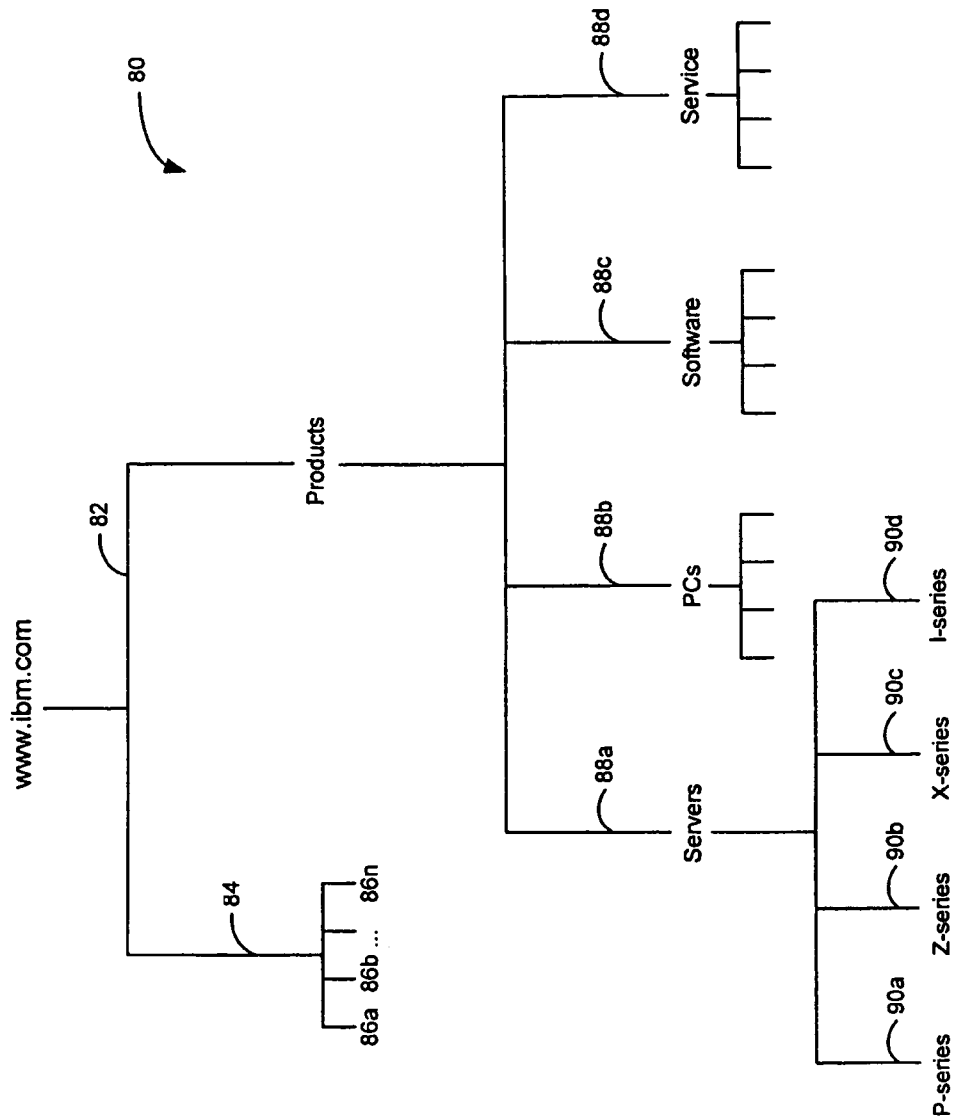 80
www.ibm.com
82
84
86a 86b ... 86n
Products
88a 88b 88c 88d
Servers PCs Software Service
90a 90b 90c 90d
P-series Z-series X-series I-series